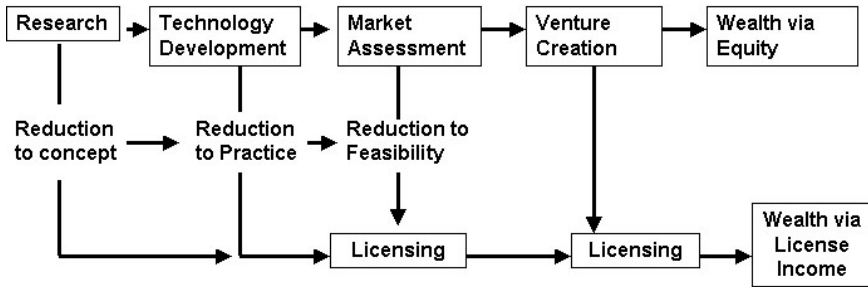 Research
Technology
Development
Market
Assessment
Venture
Creation
Wealth via
Equity
Reduction
to concept
Reduction
to Practice
Reduction to
Feasibility
Licensing
Licensing
Wealth via
License
Income